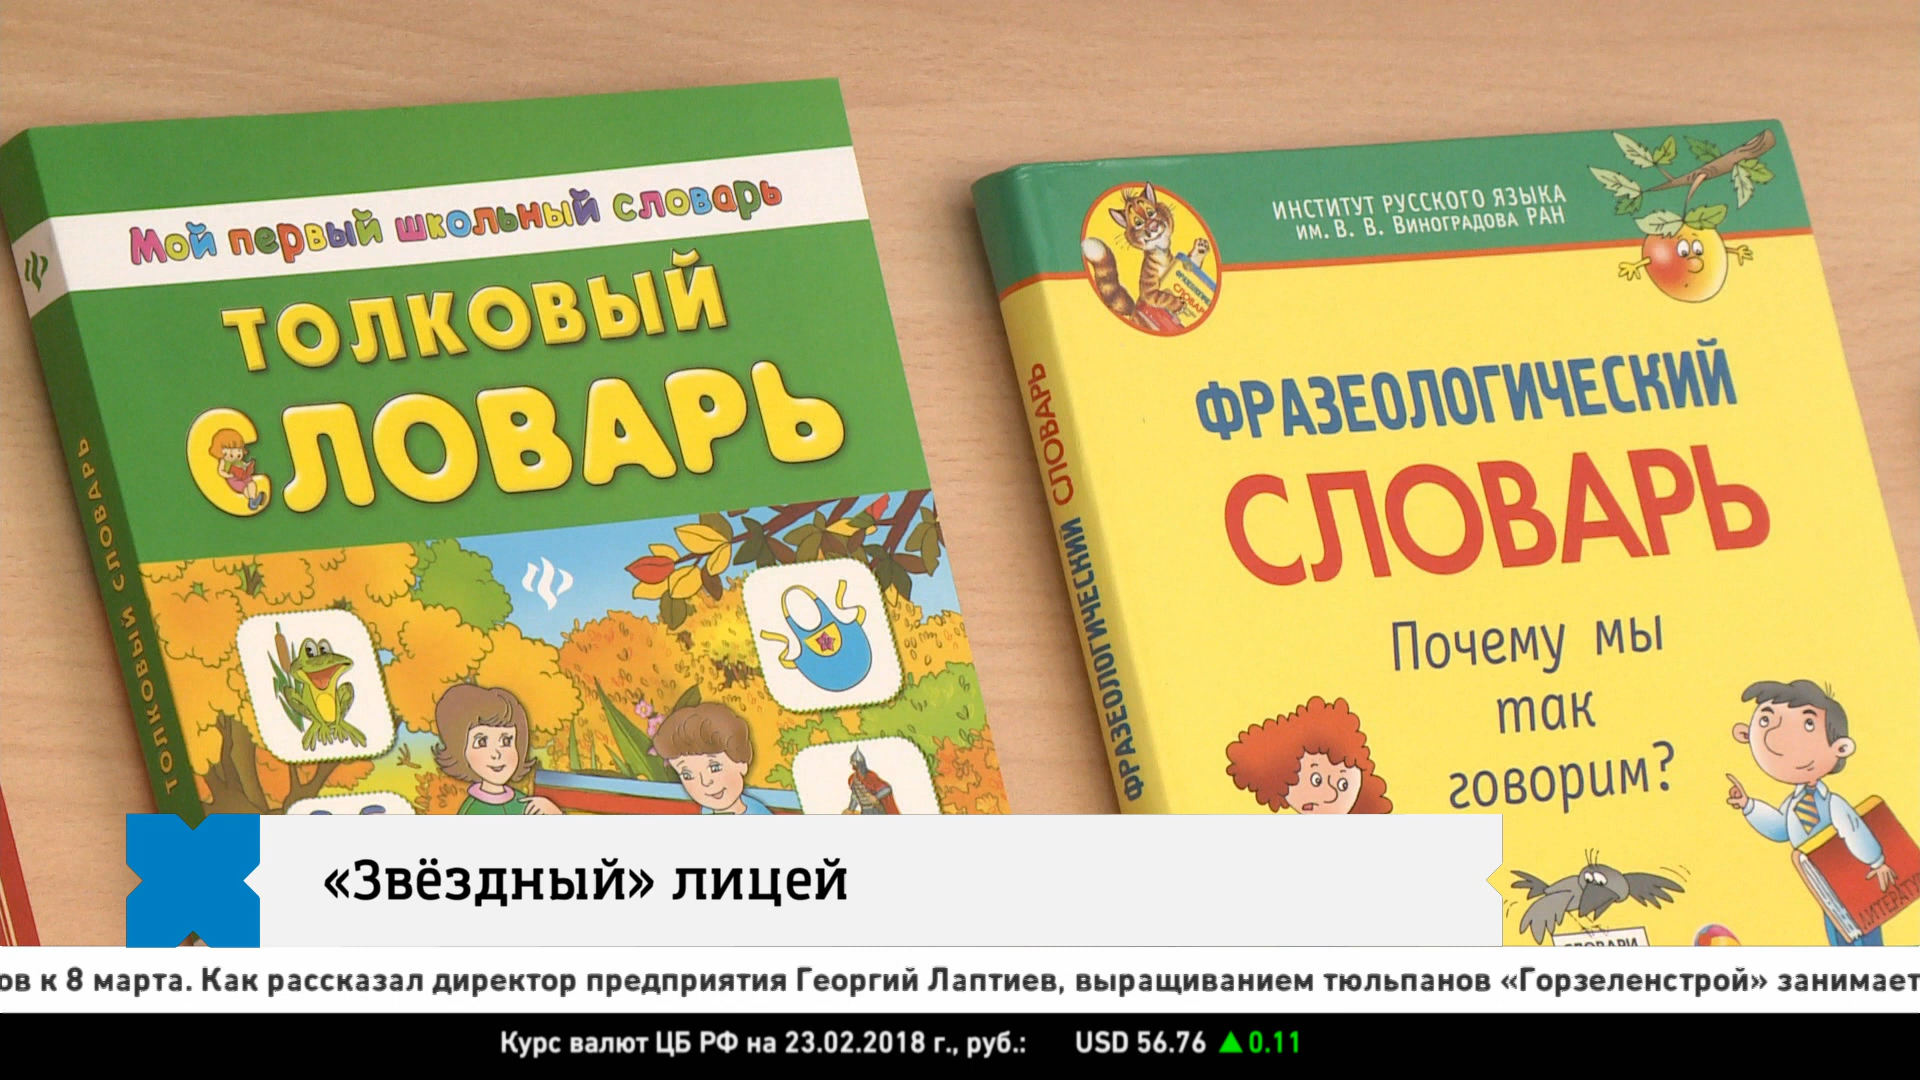 Мой первый школьный словарь
ТОЛКОВЫЙ
СЛОВАРЬ
ТОЛКОВЫЙ СЛОВАРЬ
ИНСТИТУТ РУССКОГО ЯЗЫКА
ИМ. В. В. ВИНОГРАДОВА РАН
ФРАЗЕОЛОГИЧЕСКИЙ
СЛОВАРЬ
Почему мы
так
говорим?
ФРАЗЕОЛОГИЧЕСКИЙ СЛОВАРЬ
СЛОВАРИ
«Звёздный» лицей
ов к 8 марта. Как рассказал директор предприятия Георгий Лаптиев, выращиванием тюльпанов «Горзеленстрой» занимает
Курс валют ЦБ РФ на 23.02.2018 г., руб.: USD 56.76 ▲0.11